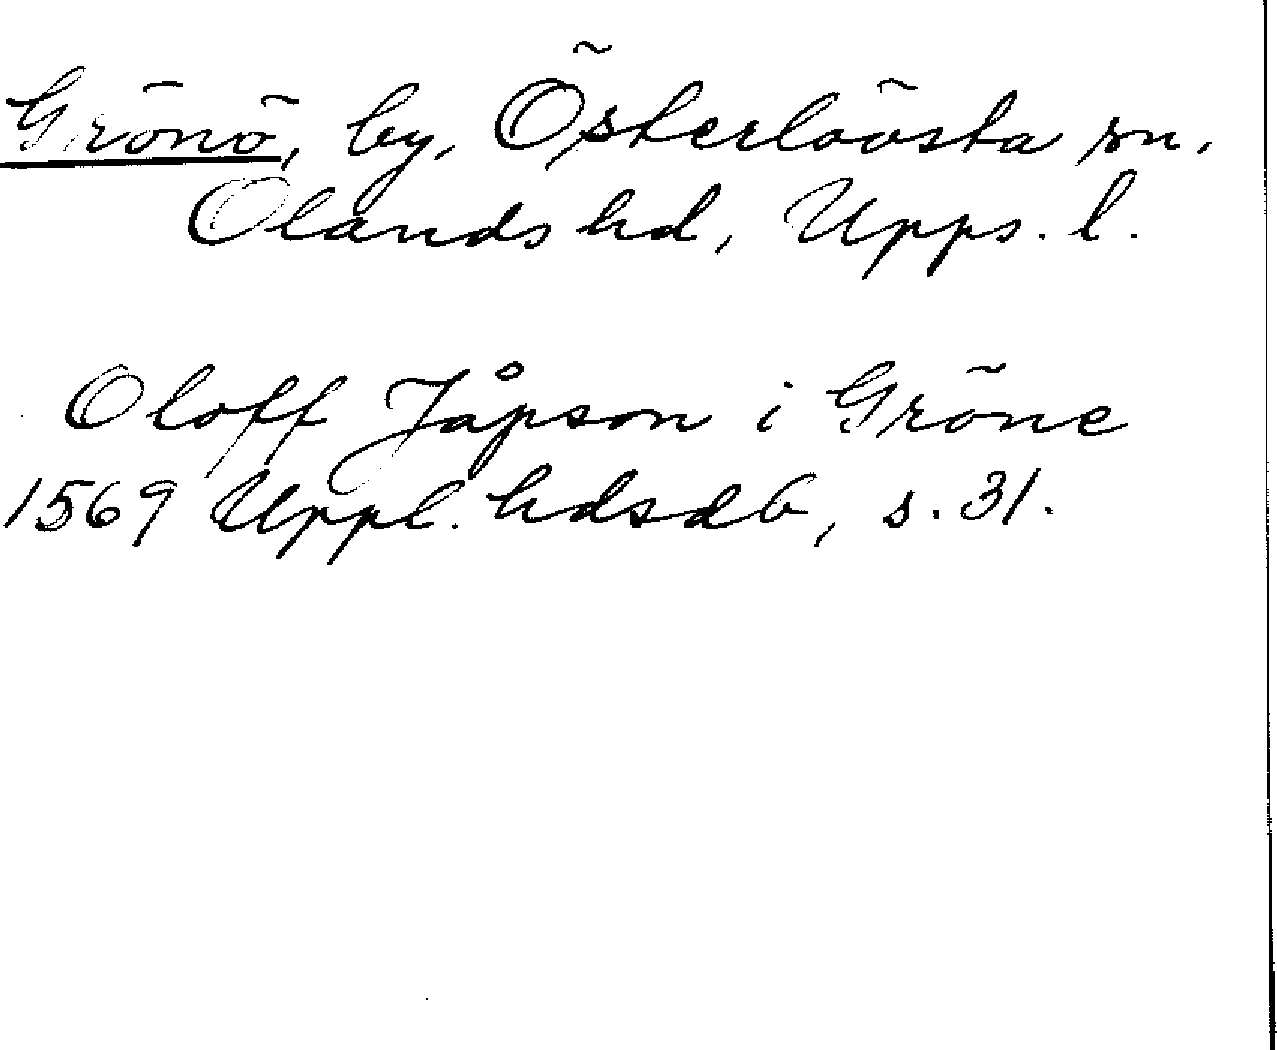 Grönö, by, Österlövsta sn,
Olands hd, Upps. l.
Oloff Jåpson i Gröne
1569 Uppl. hdsdb, s. 31.